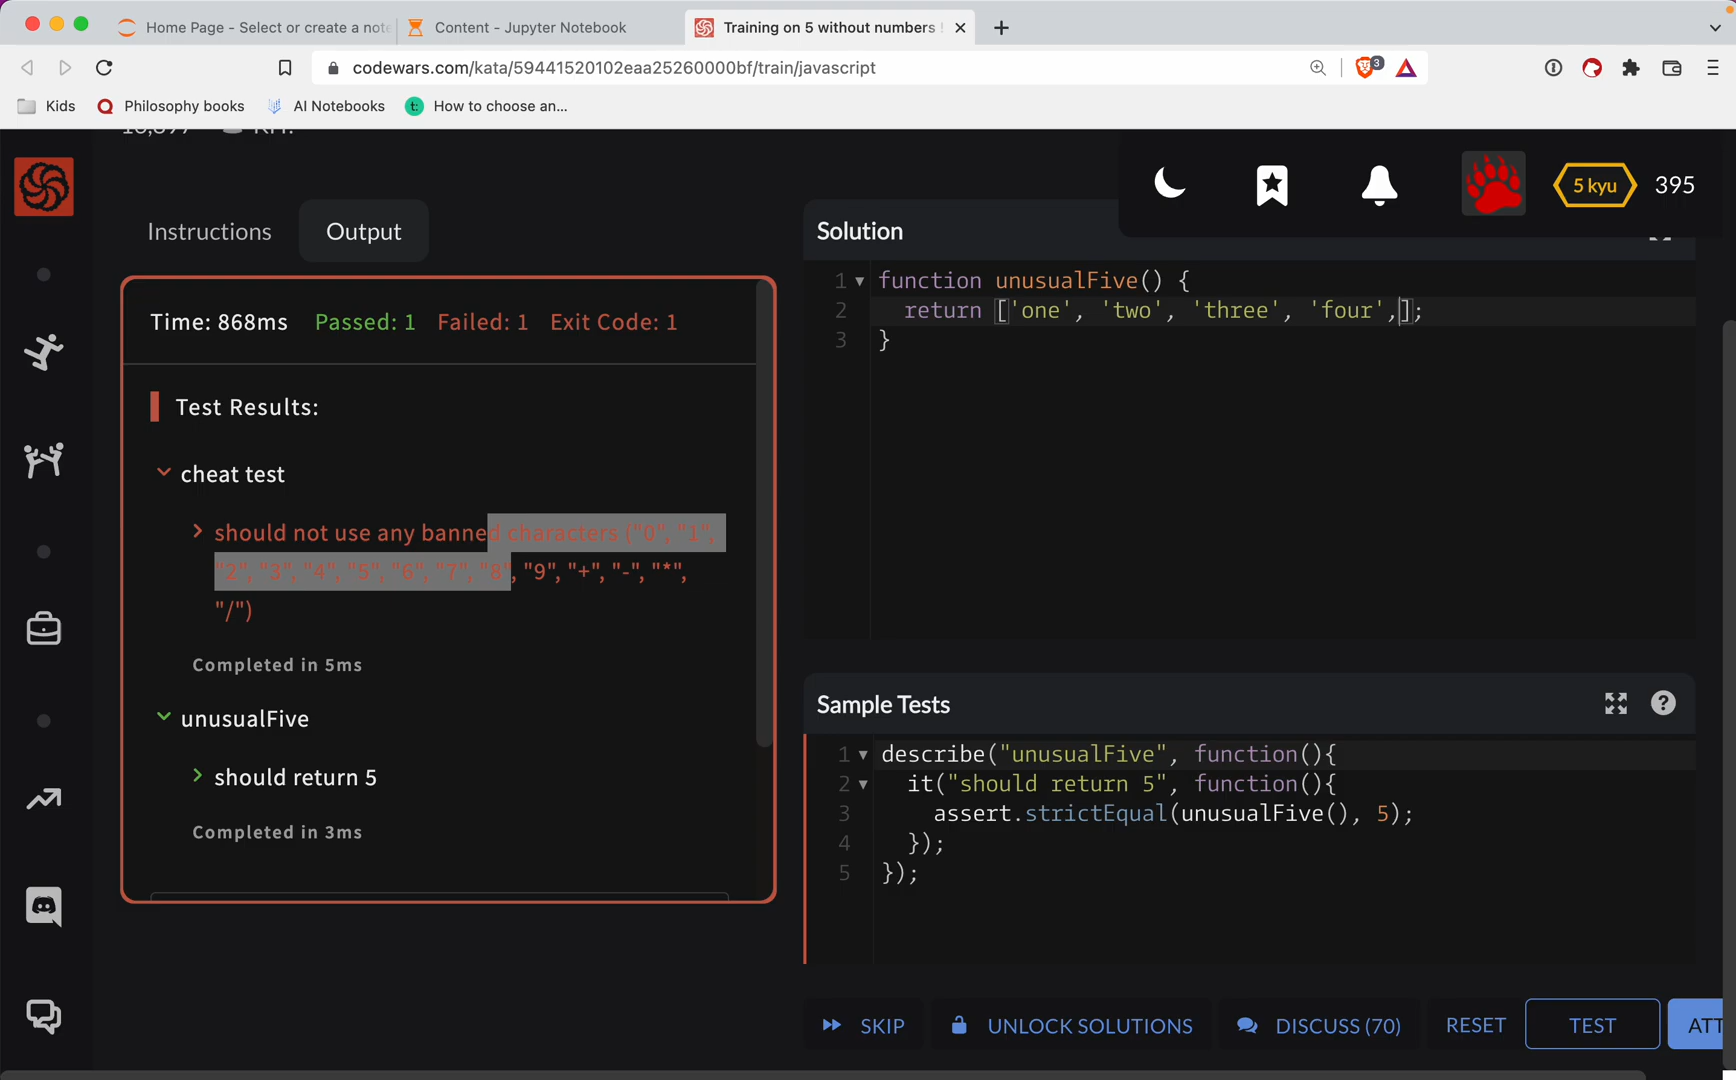 Home Page - Select or create a note
Content - Jupyter Notebook
Training on 5 without numbers !
codewars.com/kata/59441520102eaa25260000bf/train/javascript
3
Kids
Philosophy books
AI Notebooks
t:
How to choose an...
5 kyu
395
Instructions
Output
Solution
Time: 868ms Passed: 1 Failed: 1 Exit Code: 1
Test Results:
cheat test
should not use any banned characters ("0", "1",
"2", "3", "4", "5", "6", "7", "8", "9", "+", "-", "*",
"/")
Completed in 5ms
unusualFive
should return 5
Completed in 3ms
1 function unusualFive() {
2 return ['one', 'two', 'three', 'four',];
3 }
Sample Tests
?
1 describe("unusualFive", function(){
2 it("should return 5", function(){
3 assert.strictEqual(unusualFive(), 5);
4 });
5 });
SKIP
UNLOCK SOLUTIONS
DISCUSS (70)
RESET
TEST
ATT